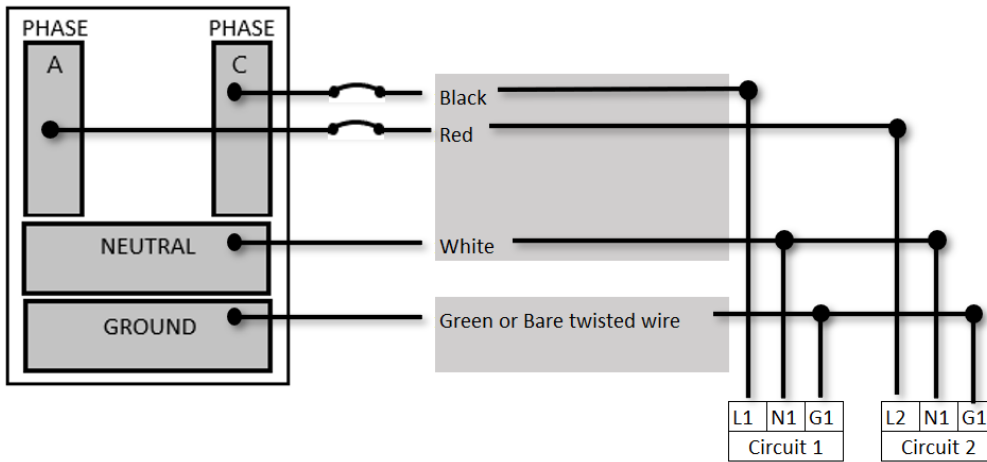 PHASE PHASE
A C
Black
Red
NEUTRAL White
GROUND Green or Bare twisted wire
L1 N1 G1 L2 N1 G1
Circuit 1 Circuit 2